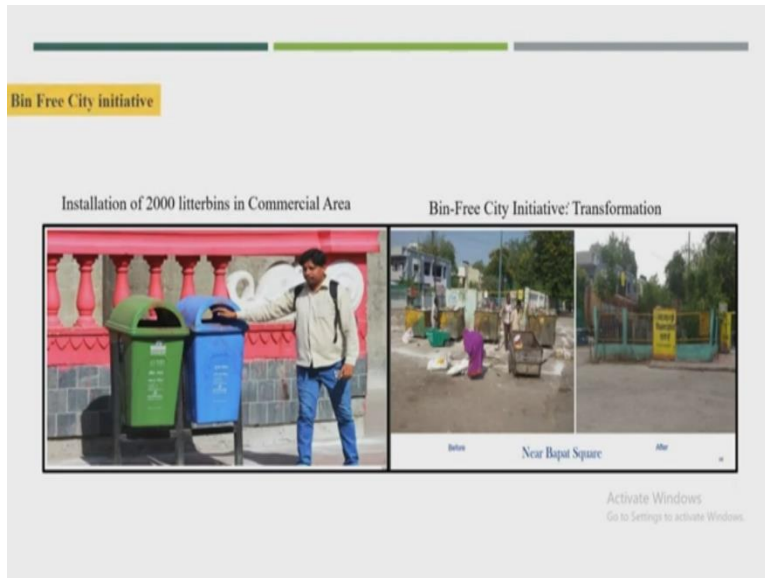 Bin Free City initiative
Installation of 2000 litterbins in Commercial Area
Bin-Free City Initiative: Transformation
Before
Near Bapat Square
After
Activate Windows
Go to Settings to activate Windows.